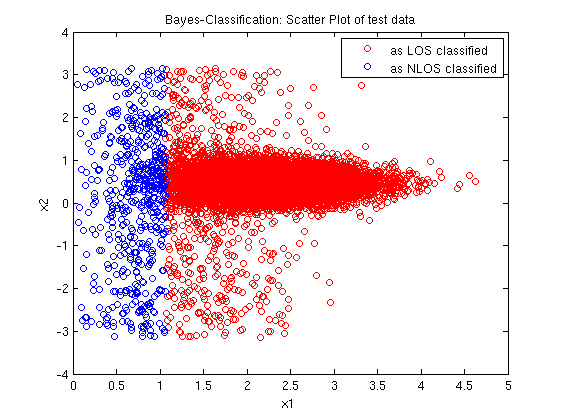 Bayes-Classification: Scatter Plot of test data
as LOS classified
as NLOS classified
4
3
2
1
0
-1
-2
-3
-4
x2
0 0.5 1 1.5 2 2.5 3 3.5 4 4.5 5
x1